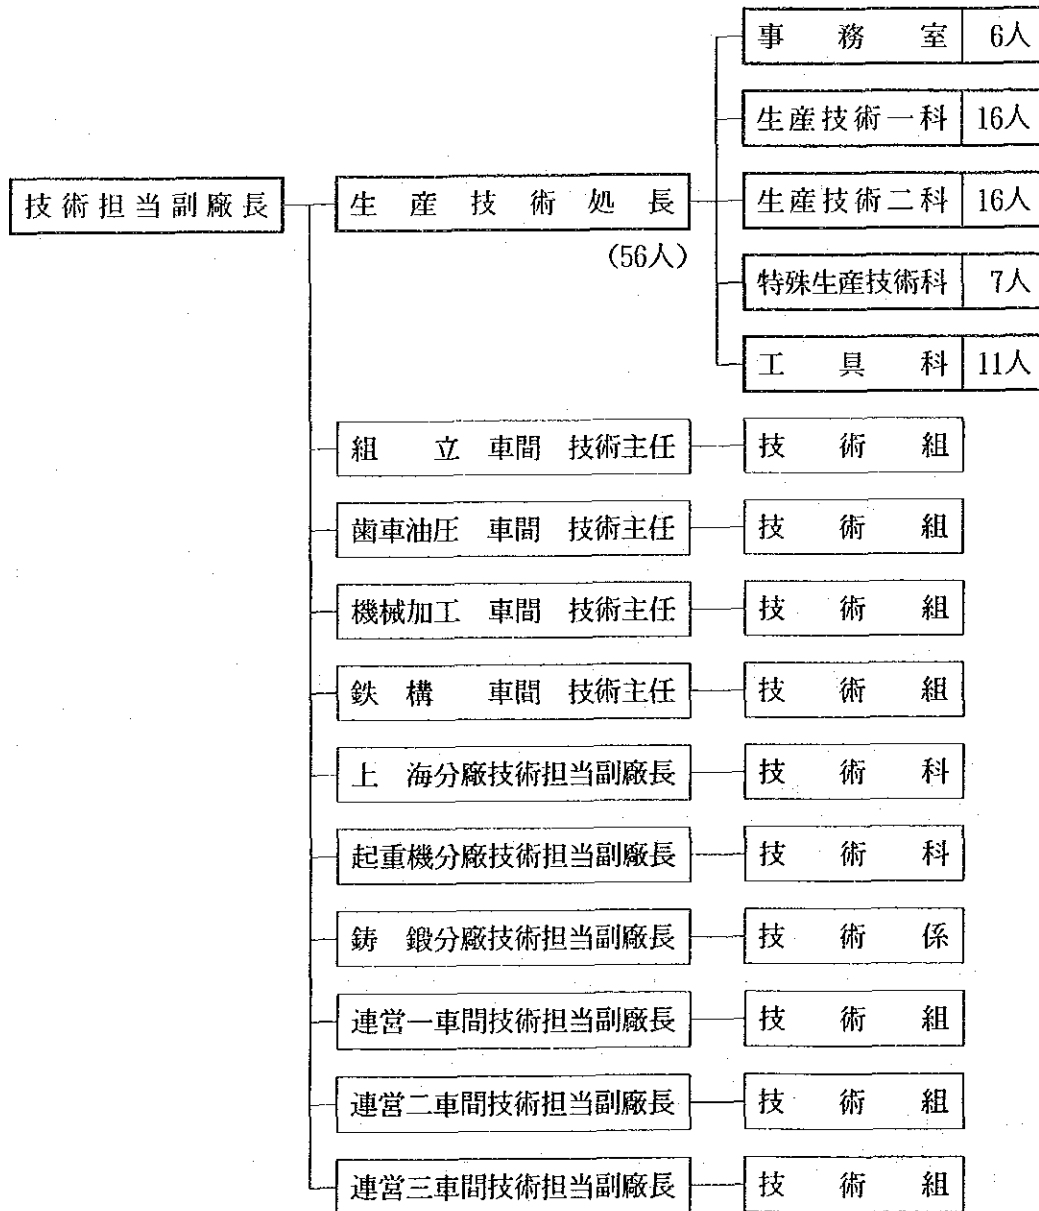 事務室 6人
生産技術一科 16人
技術担当副廠長 生産技術処長 生産技術二科 16人
(56人)
特殊生産技術科 7人
工具科 11人
組立車間 技術主任 技術組
歯車油圧 車間 技術主任 技術組
機械加工 車間 技術主任 技術組
鉄構 車間 技術主任 技術組
上海分廠技術担当副廠長 技術科
起重機分廠技術担当副廠長 技術科
鋳鍛分廠技術担当副廠長 技術係
連営一車間技術担当副廠長 技術組
連営二車間技術担当副廠長 技術組
連営三車間技術担当副廠長 技術組